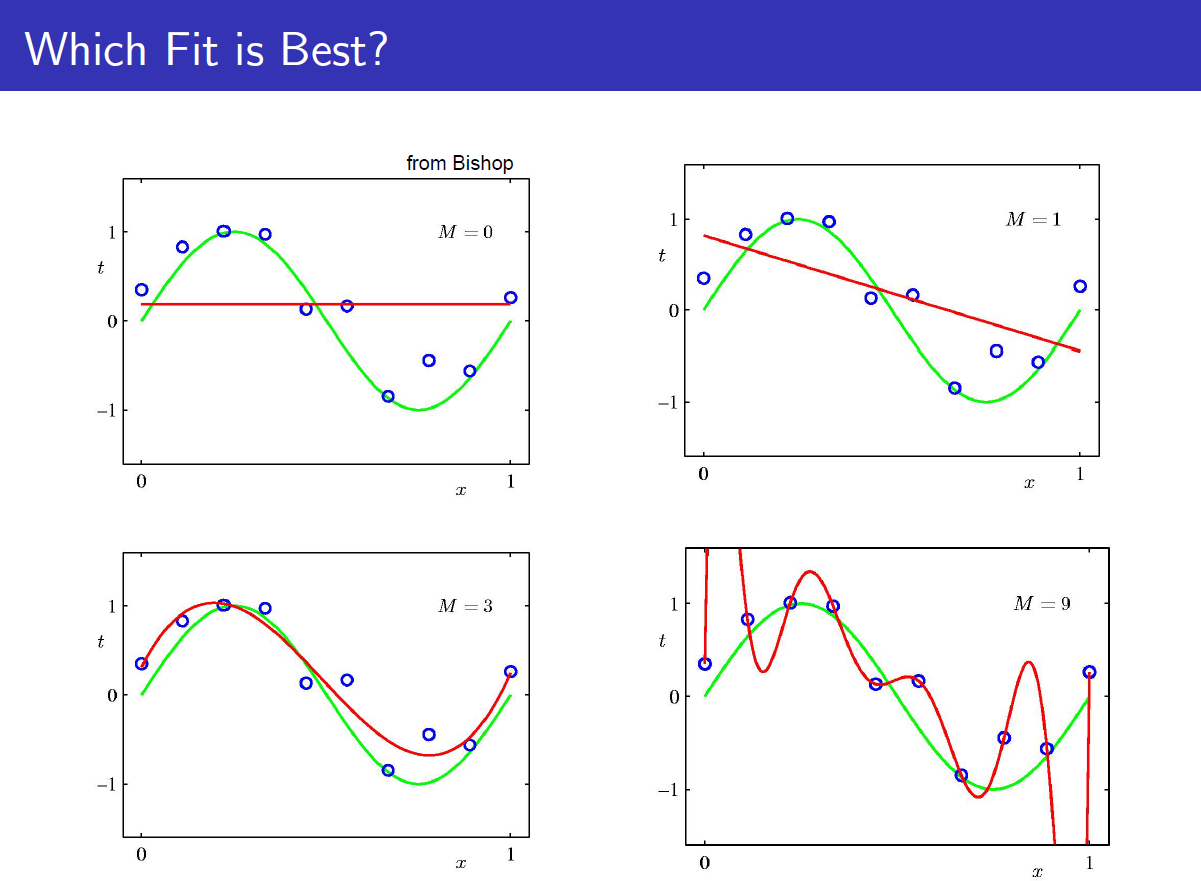 Which Fit is Best?
from Bishop
M = 0
1
t
0
−1
0
x
1
M = 1
1
t
0
−1
0
x
1
M = 3
1
t
0
−1
0
x
1
M = 9
1
t
0
−1
0
x
1